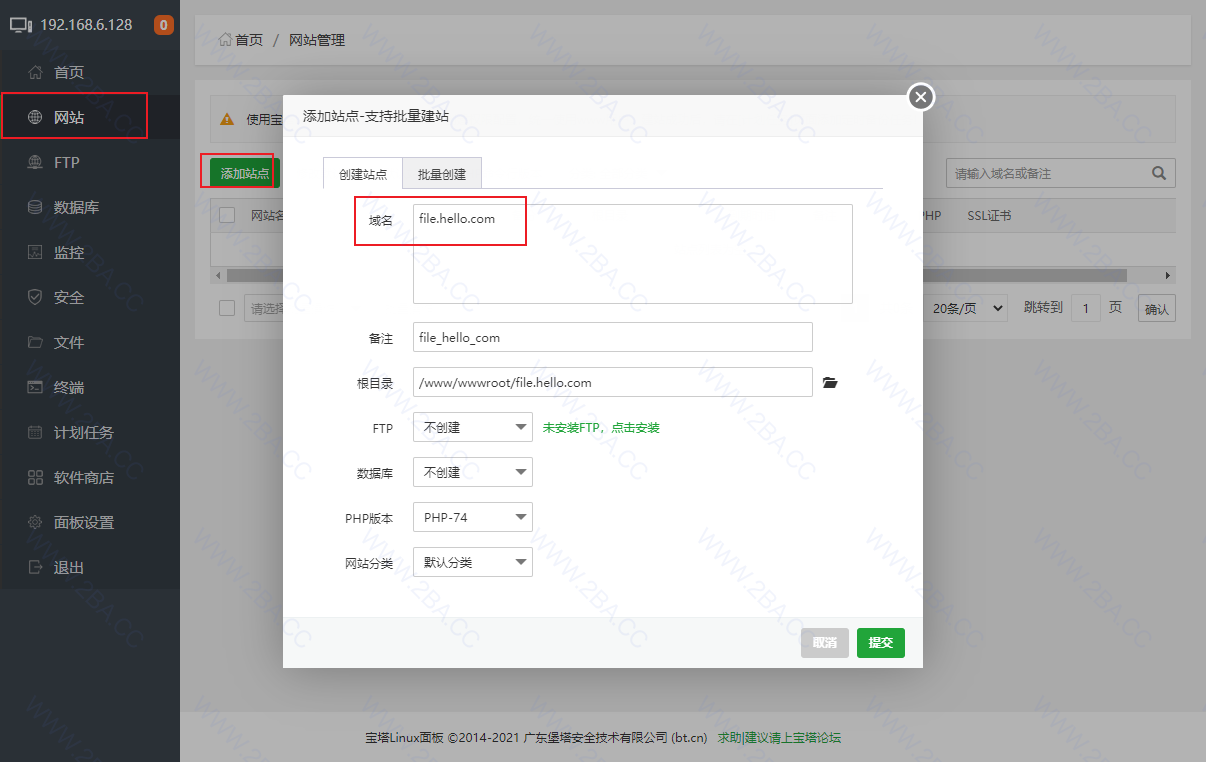 192.168.6.128
0
首页
网站
FTP
数据库
监控
安全
文件
终端
计划任务
软件商店
面板设置
退出
首页 / 网站管理
使用宝
添加站点
请输入域名或备注
网站名
PHP SSL证书
请选择
20条/页 跳转到 1 页 确认
添加站点-支持批量建站
创建站点 批量创建
域名 file.hello.com
备注 file_hello_com
根目录 /www/wwwroot/file.hello.com
FTP 不创建 未安装FTP，点击安装
数据库 不创建
PHP版本 PHP-74
网站分类 默认分类
取消 提交
宝塔Linux面板 ©2014-2021 广东堡塔安全技术有限公司 (bt.cn) 求助|建议请上宝塔论坛
WWW.2BA.CC